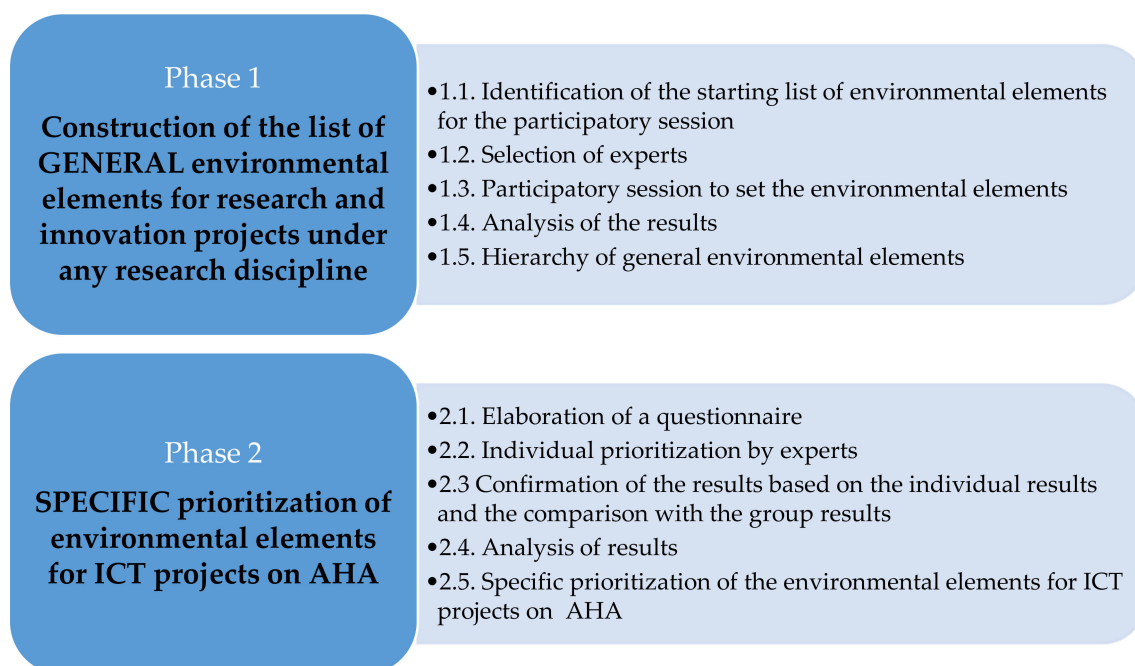 Phase 1
Construction of the list of
GENERAL environmental
elements for research and
innovation projects under
any research discipline
•1.1. Identification of the starting list of environmental elements
for the participatory session
•1.2. Selection of experts
•1.3. Participatory session to set the environmental elements
•1.4. Analysis of the results
•1.5. Hierarchy of general environmental elements
Phase 2
SPECIFIC prioritization of
environmental elements
for ICT projects on AHA
•2.1. Elaboration of a questionnaire
•2.2. Individual prioritization by experts
•2.3 Confirmation of the results based on the individual results
and the comparison with the group results
•2.4. Analysis of results
•2.5. Specific prioritization of the environmental elements for ICT
projects on  AHA